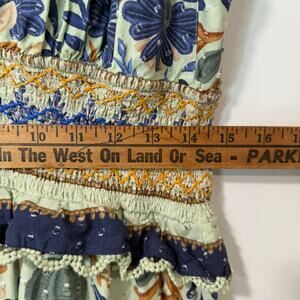 10 11 12 13 14 15 16
In The West On Land Or Sea - PARK